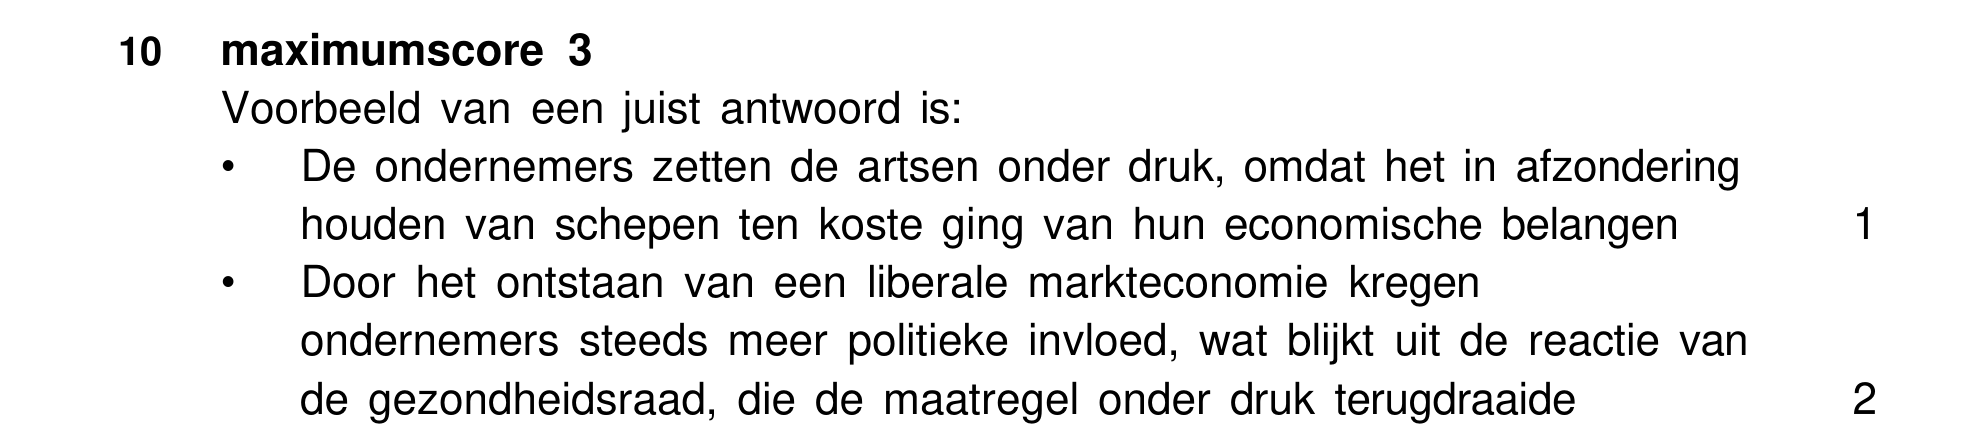 10 maximumscore 3
Voorbeeld van een juist antwoord is:
• De ondernemers zetten de artsen onder druk, omdat het in afzondering
houden van schepen ten koste ging van hun economische belangen 1
• Door het ontstaan van een liberale markteconomie kregen
ondernemers steeds meer politieke invloed, wat blijkt uit de reactie van
de gezondheidsraad, die de maatregel onder druk terugdraaide 2